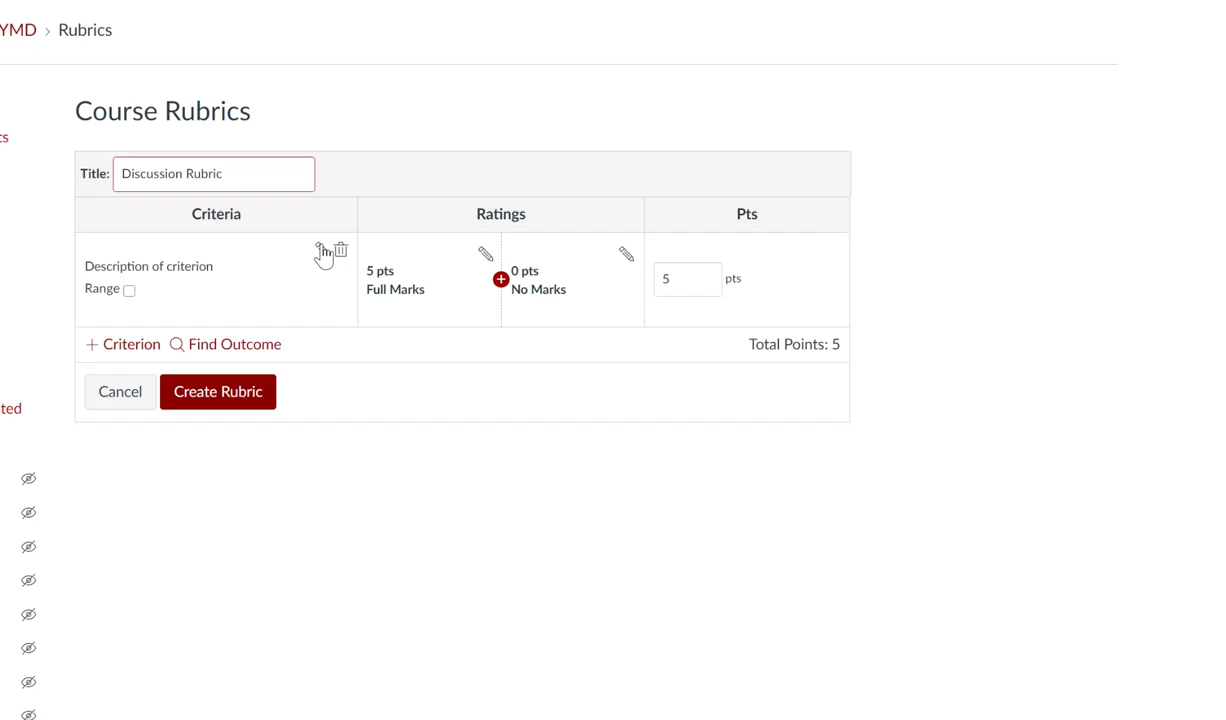 YMD › Rubrics
Course Rubrics
ts
Title: Discussion Rubric
Criteria Ratings Pts
Description of criterion
Range
5 pts
Full Marks
0 pts
No Marks
5 pts
+ Criterion Find Outcome Total Points: 5
Cancel Create Rubric
ted